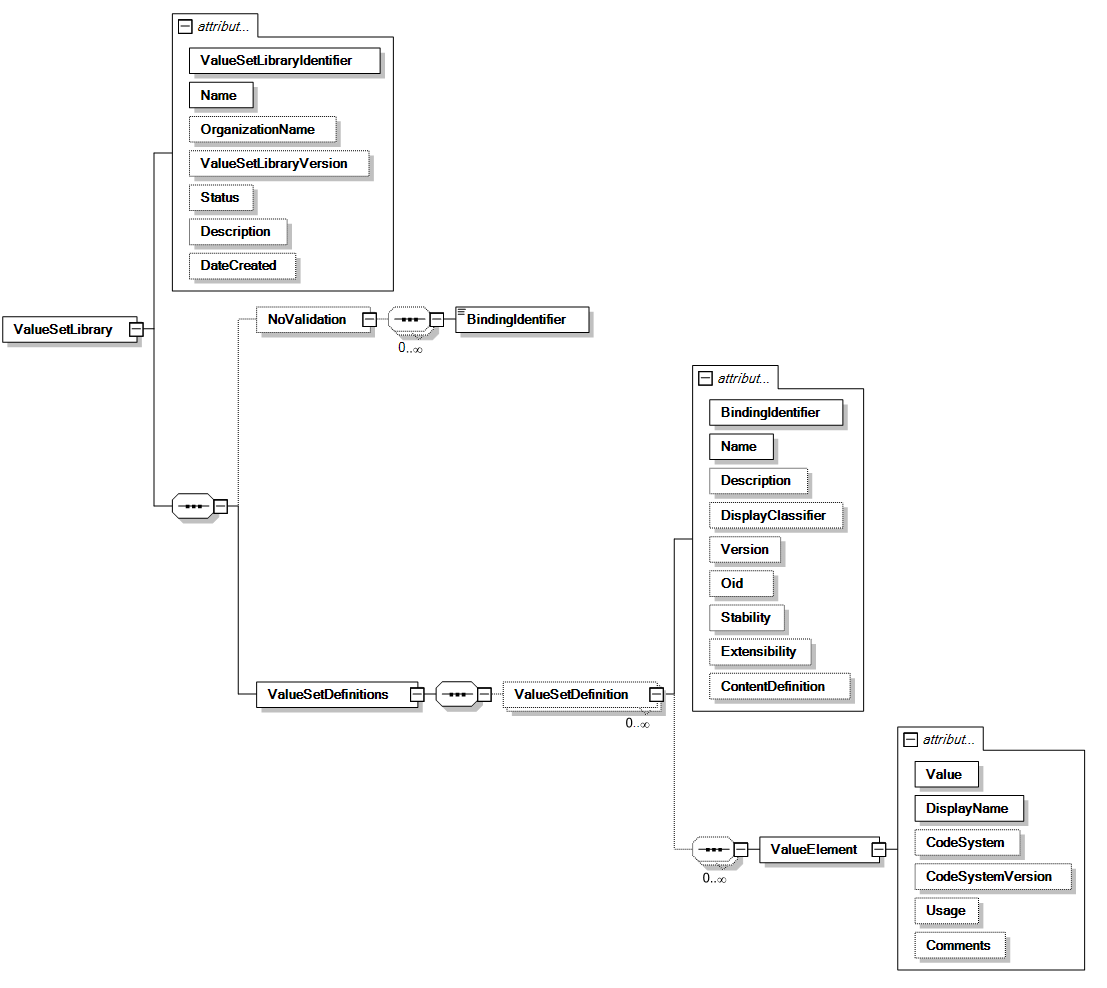 attribut...
ValueSetLibraryIdentifier
Name
OrganizationName
ValueSetLibraryVersion
Status
Description
DateCreated
ValueSetLibrary
NoValidation
BindingIdentifier
0..∞
attribut...
BindingIdentifier
Name
Description
DisplayClassifier
Version
Oid
Stability
Extensibility
ContentDefinition
ValueSetDefinitions
ValueSetDefinition
0..∞
attribut...
Value
DisplayName
CodeSystem
CodeSystemVersion
Usage
Comments
ValueElement
0..∞